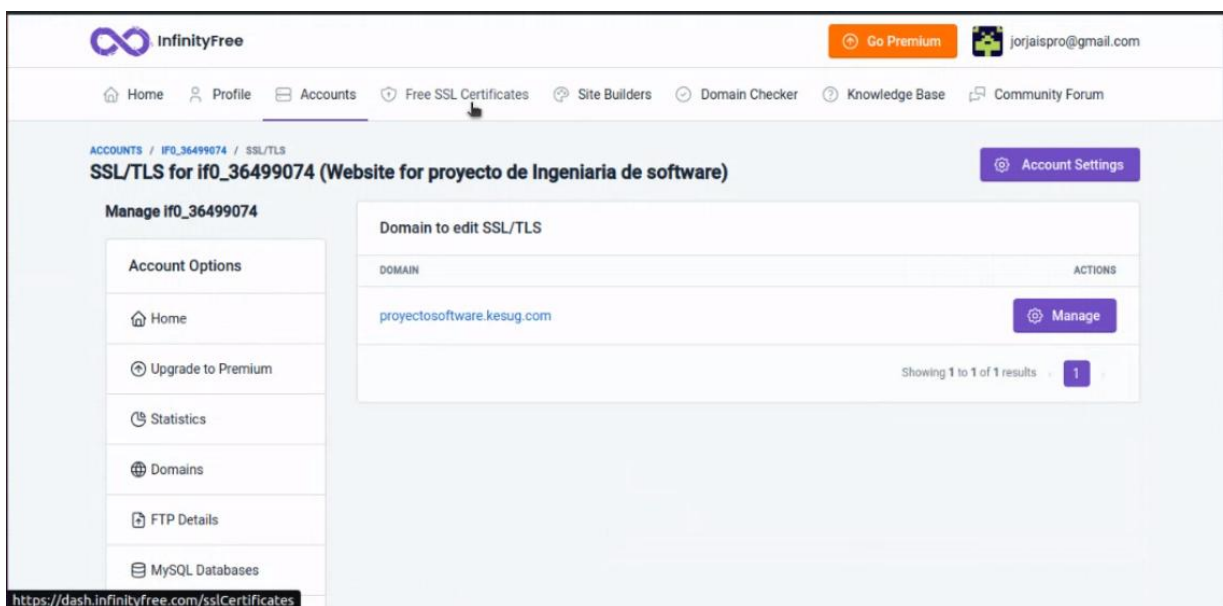 InfinityFree
Go Premium
jorjaispro@gmail.com
Home Profile Accounts Free SSL Certificates Site Builders Domain Checker Knowledge Base Community Forum
ACCOUNTS / IF0_36499074 / SSL/TLS
SSL/TLS for if0_36499074 (Website for proyecto de Ingeniaria de software)
Account Settings
Manage if0_36499074
Account Options
Home
Upgrade to Premium
Statistics
Domains
FTP Details
MySQL Databases
Domain to edit SSL/TLS
DOMAIN ACTIONS
proyectosoftware.kesug.com Manage
Showing 1 to 1 of 1 results 1
https://dash.infinityfree.com/sslCertificates